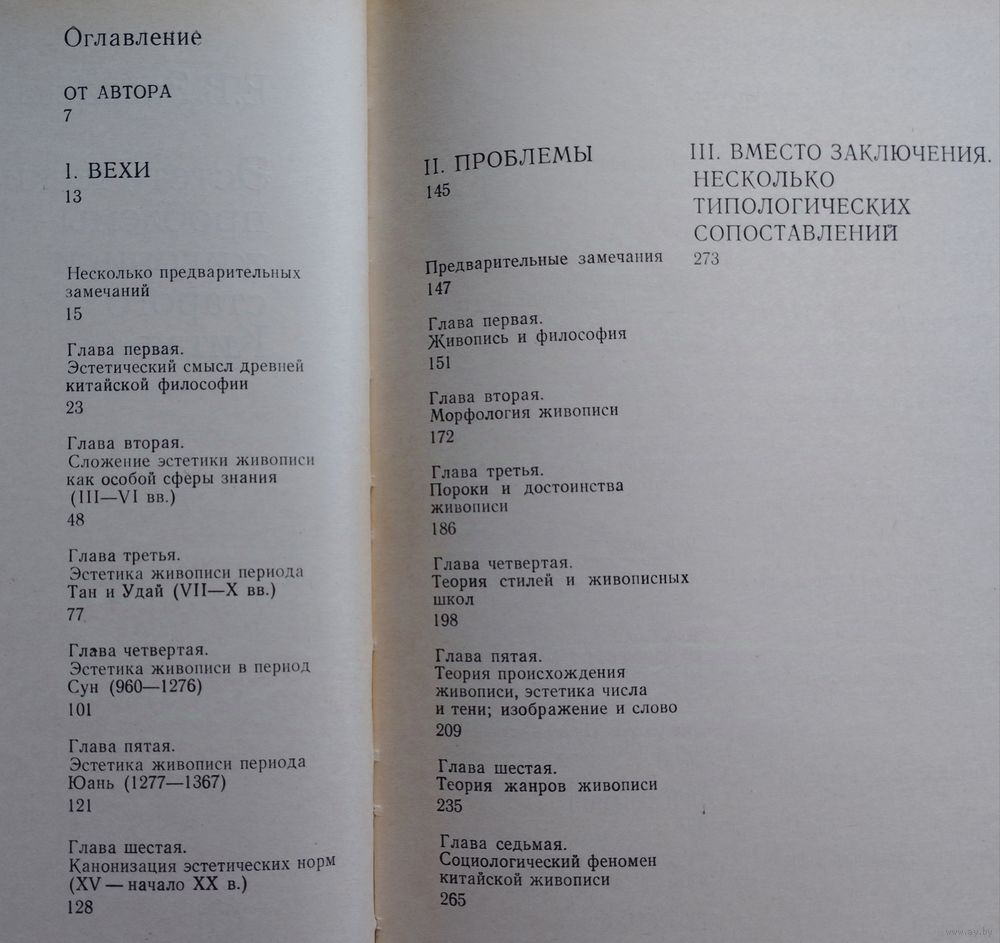 Оглавление
ОТ АВТОРА
7
I. ВЕХИ
13
Несколько предварительных
замечаний
15
Глава первая.
Эстетический смысл древней
китайской философии
23
Глава вторая.
Сложение эстетики живописи
как особой сферы знания
(III—VI вв.)
48
Глава третья.
Эстетика живописи периода
Тан и Удай (VII—X вв.)
77
Глава четвертая.
Эстетика живописи в период
Сун (960—1276)
101
Глава пятая.
Эстетика живописи периода
Юань (1277—1367)
121
Глава шестая.
Канонизация эстетических норм
(XV — начало XX в.)
128
II. ПРОБЛЕМЫ
145
Предварительные замечания
147
Глава первая.
Живопись и философия
151
Глава вторая.
Морфология живописи
172
Глава третья.
Пороки и достоинства
живописи
186
Глава четвертая.
Теория стилей и живописных
школ
198
Глава пятая.
Теория происхождения
живописи, эстетика числа
и тени; изображение и слово
209
Глава шестая.
Теория жанров живописи
235
Глава седьмая.
Социологический феномен
китайской живописи
265
III. ВМЕСТО ЗАКЛЮЧЕНИЯ.
НЕСКОЛЬКО
ТИПОЛОГИЧЕСКИХ
СОПОСТАВЛЕНИЙ
273
www.ay.by